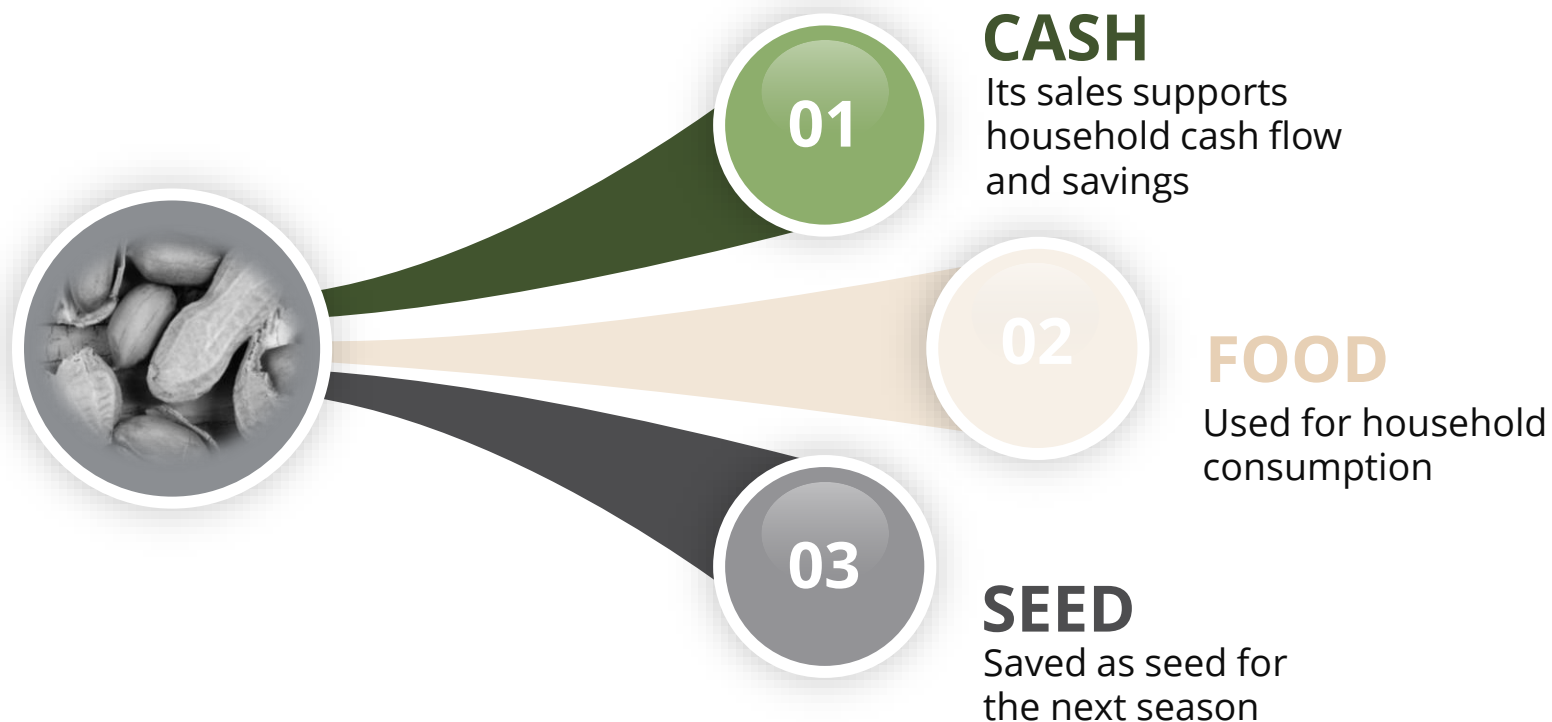 01
CASH
Its sales supports
household cash flow
and savings
02
FOOD
Used for household
consumption
03
SEED
Saved as seed for
the next season